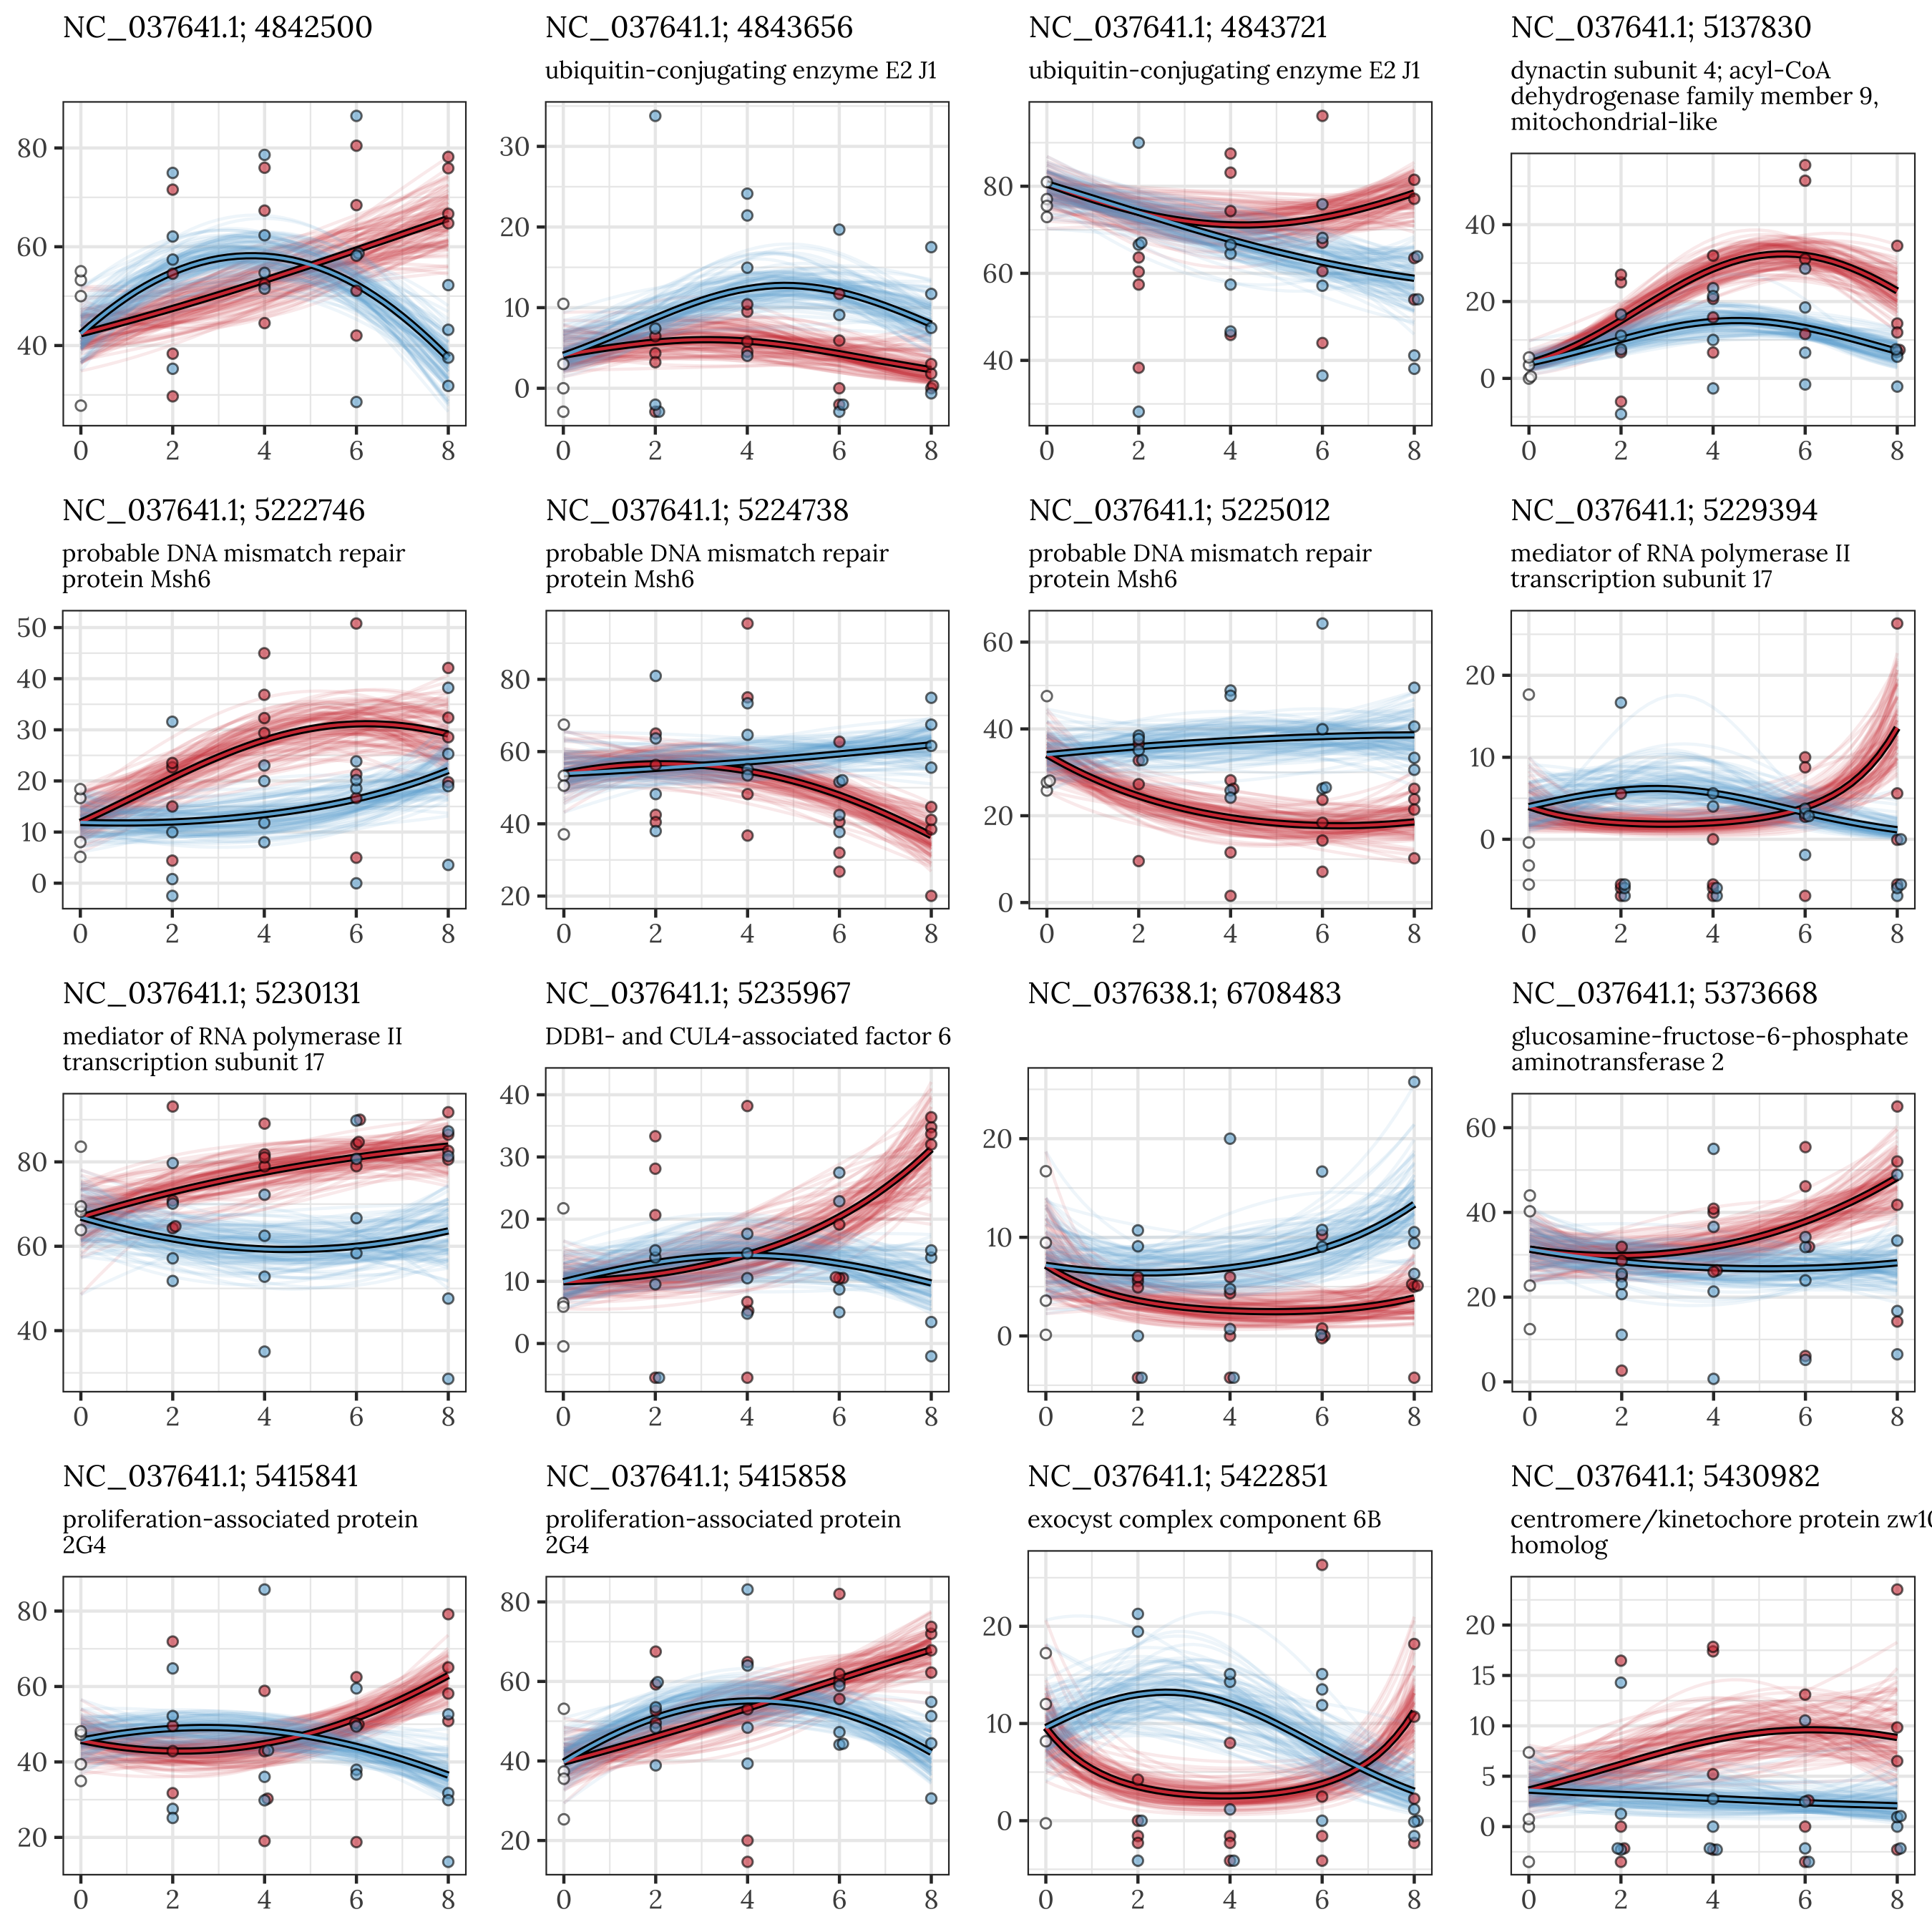 NC_037641.1; 4842500
80
60
40
0 2 4 6 8
NC_037641.1; 4843656
ubiquitin-conjugating enzyme E2 J1
30
20
10
0
0 2 4 6 8
NC_037641.1; 4843721
ubiquitin-conjugating enzyme E2 J1
80
60
40
0 2 4 6 8
NC_037641.1; 5137830
dynactin subunit 4; acyl-CoA
dehydrogenase family member 9,
mitochondrial-like
40
20
0
0 2 4 6 8
NC_037641.1; 5222746
probable DNA mismatch repair
protein Msh6
50
40
30
20
10
0
0 2 4 6 8
NC_037641.1; 5224738
probable DNA mismatch repair
protein Msh6
80
60
40
20
0 2 4 6 8
NC_037641.1; 5225012
probable DNA mismatch repair
protein Msh6
60
40
20
0
0 2 4 6 8
NC_037641.1; 5229394
mediator of RNA polymerase II
transcription subunit 17
20
10
0
0 2 4 6 8
NC_037641.1; 5230131
mediator of RNA polymerase II
transcription subunit 17
80
60
40
0 2 4 6 8
NC_037641.1; 5235967
DDB1- and CUL4-associated factor 6
40
30
20
10
0
0 2 4 6 8
NC_037638.1; 6708483
20
10
0
0 2 4 6 8
NC_037641.1; 5373668
glucosamine-fructose-6-phosphate
aminotransferase 2
60
40
20
0
0 2 4 6 8
NC_037641.1; 5415841
proliferation-associated protein
2G4
80
60
40
20
0 2 4 6 8
NC_037641.1; 5415858
proliferation-associated protein
2G4
80
60
40
20
0 2 4 6 8
NC_037641.1; 5422851
exocyst complex component 6B
20
10
0
0 2 4 6 8
NC_037641.1; 5430982
centromere/kinetochore protein zw10
homolog
20
15
10
5
0
0 2 4 6 8